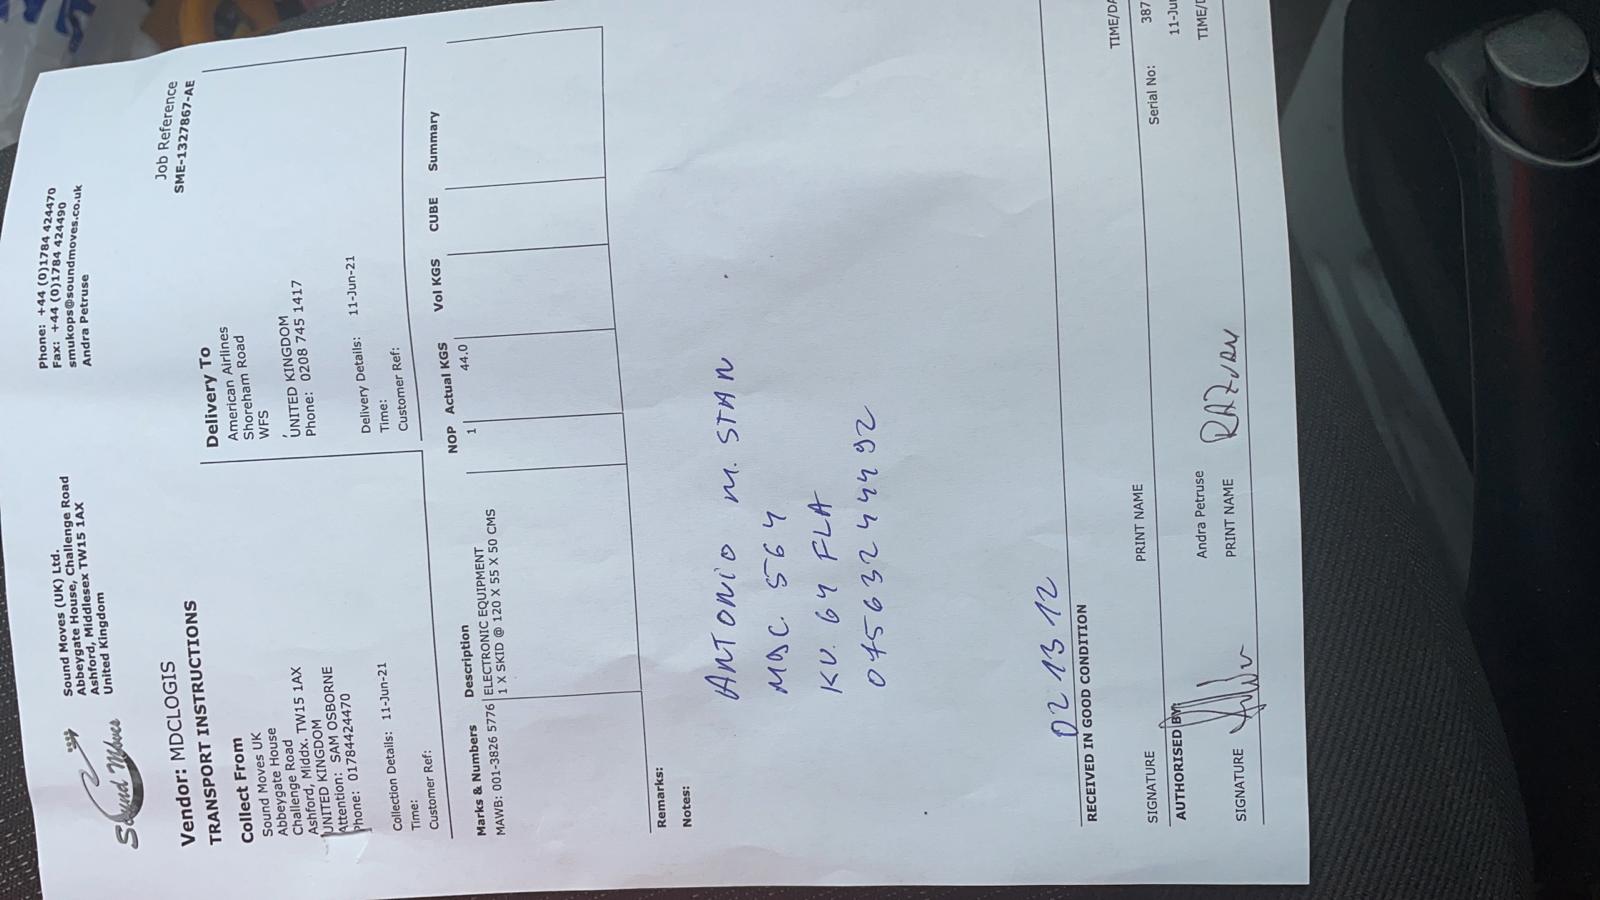 Sound Moves
Sound Moves (UK) Ltd.
Abbeygate House, Challenge Road
Ashford, Middlesex TW15 1AX
United Kingdom
Phone: +44 (0)1784 424470
Fax: +44 (0)1784 424490
smukops@soundmoves.co.uk
Andra Petruse
Vendor: MDCLOGIS
TRANSPORT INSTRUCTIONS
Job Reference
SME-1327867-AE
Collect From
Sound Moves UK
Abbeygate House
Challenge Road
Ashford, Middx. TW15 1AX
UNITED KINGDOM
Attention: SAM OSBORNE
Phone: 01784424470
Collection Details: 11-Jun-21
Time:
Customer Ref:
Delivery To
American Airlines
Shoreham Road
WFS
,
UNITED KINGDOM
Phone: 0208 745 1417
Delivery Details: 11-Jun-21
Time:
Customer Ref:
Marks & Numbers Description NOP Actual KGS Vol KGS CUBE Summary
MAWB: 001-3826 5776 ELECTRONIC EQUIPMENT 1 44.0
1 X SKID @ 120 X 55 X 50 CMS
Remarks:
Notes:
ANTONIO M. STAN
MDC 564
KV. 64 FLA
07563244492
02 13 12
RECEIVED IN GOOD CONDITION
SIGNATURE PRINT NAME TIME/DA
AUTHORISED BY: Serial No: 387
Andra Petruse 11-Ju
SIGNATURE PRINT NAME RAZVAN TIME/D